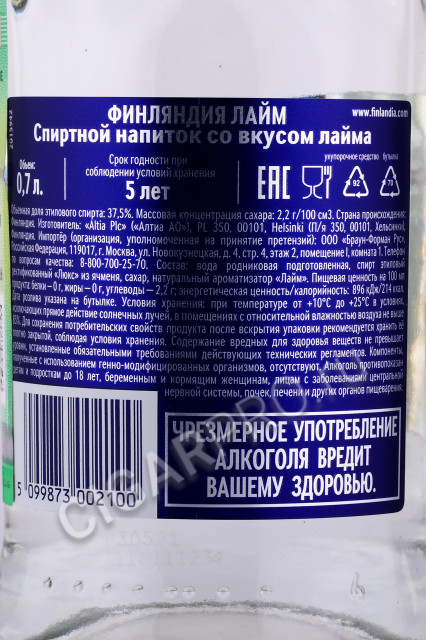 2015942
ФИНЛЯНДИЯ ЛАЙМ
www.finlandia.com
Спиртной напиток со вкусом лайма
Объем:
0,7 л.
Срок годности при
соблюдении условий хранения
5 лет
укупорочное средство бутылка
92
70
Объемная доля этилового спирта: 37,5%. Массовая концентрация сахара: 2,2 г/100 см3. Страна происхождения:
Финляндия. Изготовитель: «Altia Plc» («Алтиа АО»), PL 350, 00101, Helsinki (П/я 350, 00101, Хельсинки),
Финляндия. Импортёр (организация, уполномоченная на принятие претензий): ООО «Браун-Форман Рус»,
Российская Федерация, 119017, г. Москва, ул. Новокузнецкая, д. 4, стр. 4, этаж 2, помещение I, комната 1. Телефон
по вопросам качества: 8-800-700-25-70. Состав: вода родниковая подготовленная, спирт этиловый
ректификованный «Люкс» из ячменя, сахар, натуральный ароматизатор «Лайм». Пищевая ценность на 100 мл
продукта: белки – 0 г, жиры – 0 г, углеводы – 2,2 г; энергетическая ценность/калорийность: 896 кДж/214 ккал.
Дата розлива указана на бутылке. Условия хранения: при температуре от +10°С до +25°С в условиях,
исключающих прямое действие солнечных лучей, в помещениях с относительной влажностью воздуха не выше
85%. Для сохранения потребительских свойств продукта после вскрытия упаковки рекомендуется хранить её
закрытой, соблюдая условия хранения. Содержание вредных для здоровья веществ не превышает
установленные обязательными требованиями действующих технических регламентов. Компоненты,
полученные с использованием генно-модифицированных организмов, отсутствуют. Алкоголь противопоказан
детям и подросткам до 18 лет, беременным и кормящим женщинам, лицам с заболеваниями центральной
нервной системы, почек, печени и других органов пищеварения.
ЧРЕЗМЕРНОЕ УПОТРЕБЛЕНИЕ
АЛКОГОЛЯ ВРЕДИТ
ВАШЕМУ ЗДОРОВЬЮ.
5 099873 002100